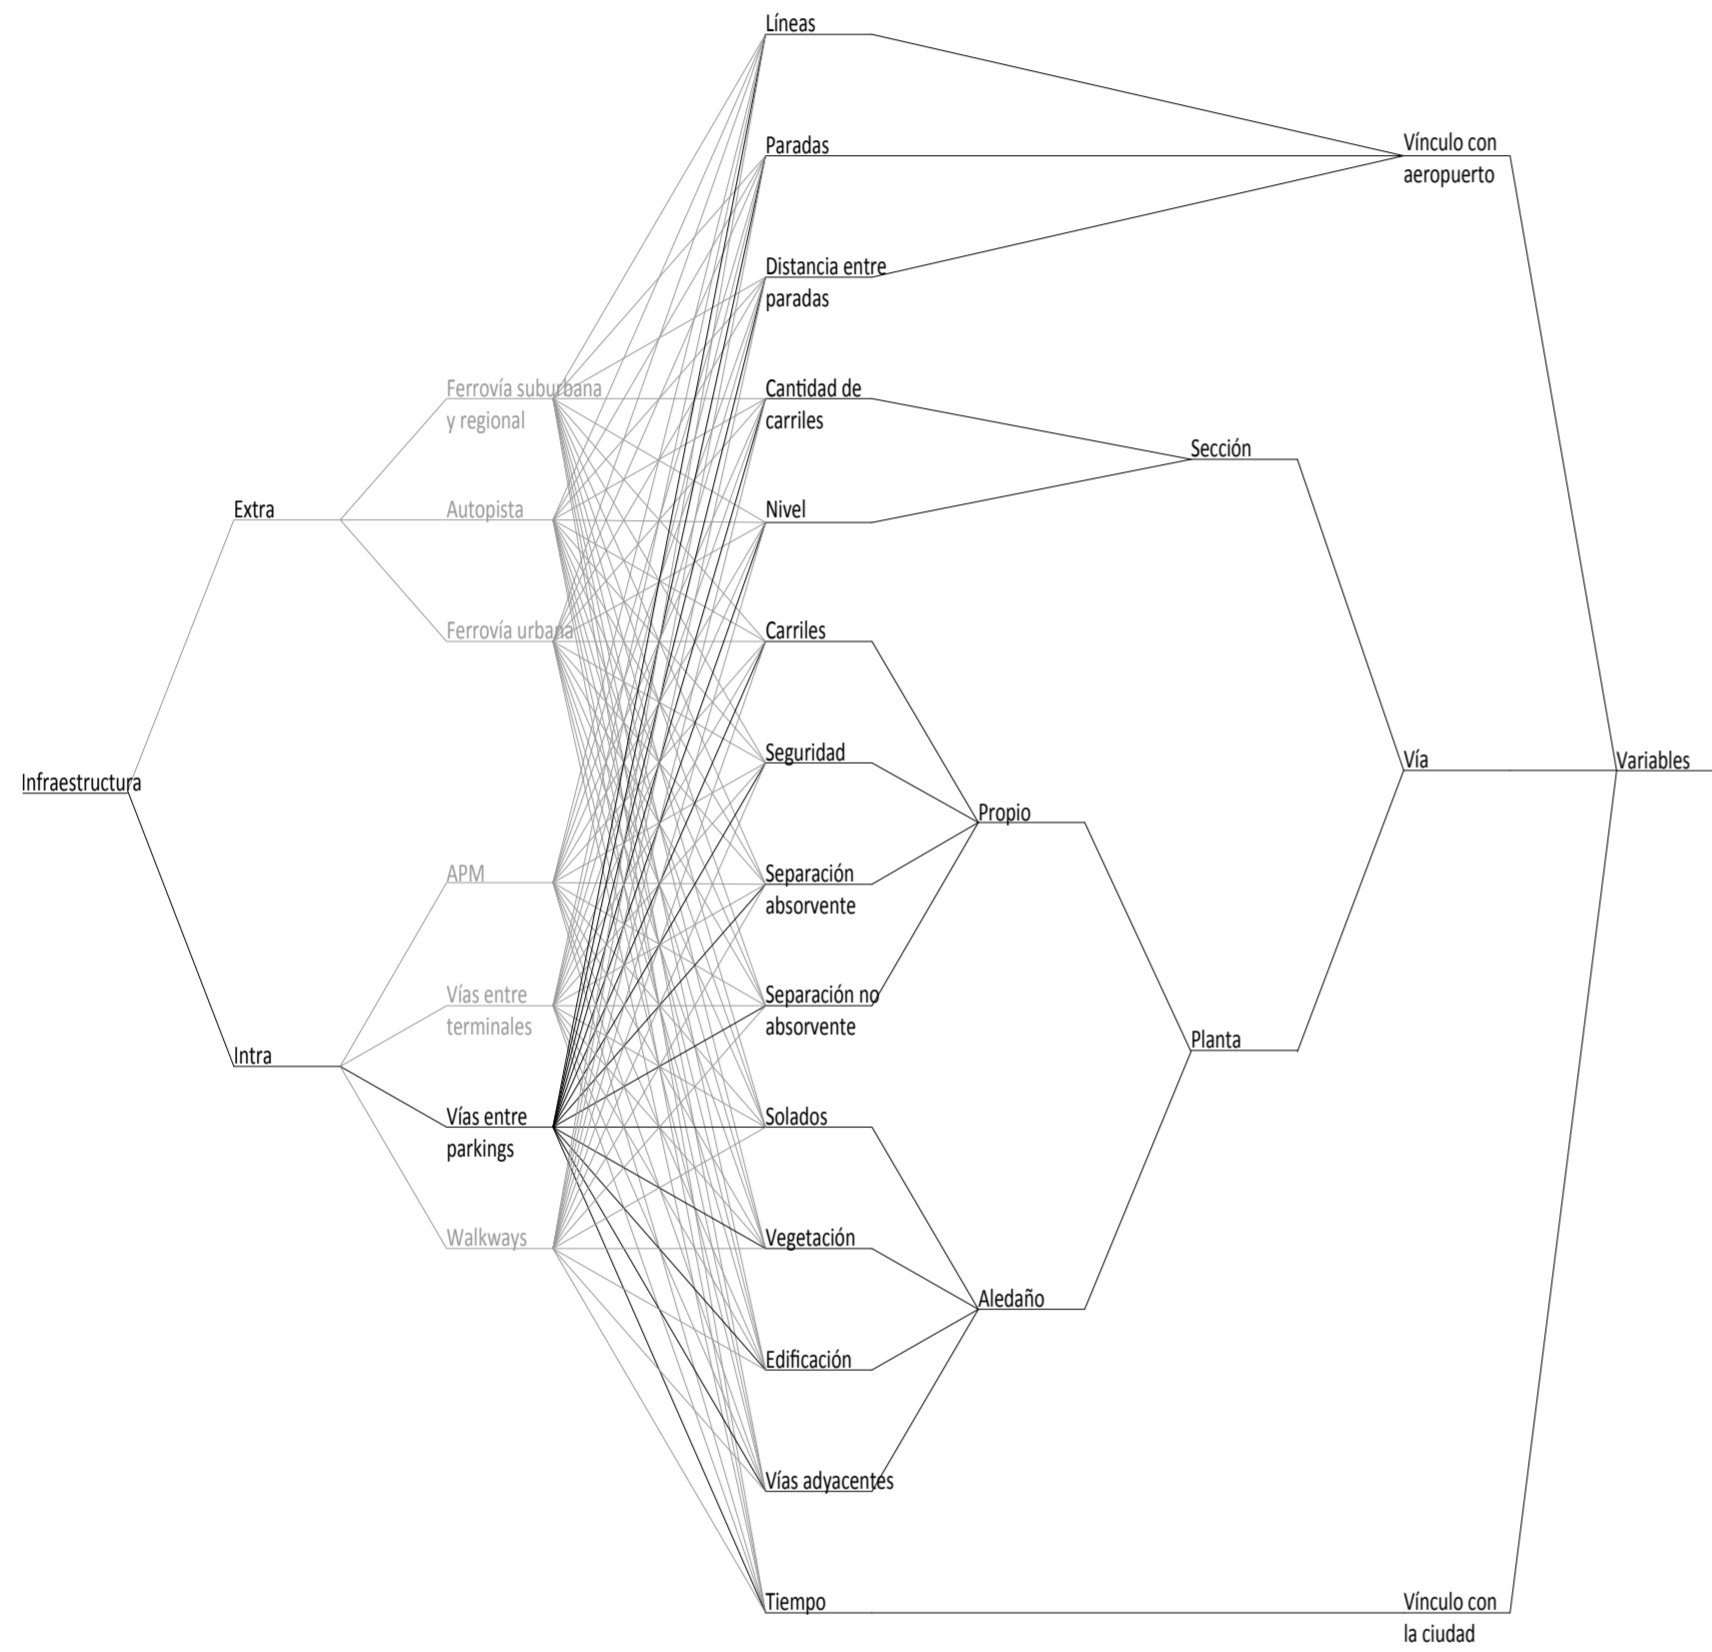 Líneas
Paradas
Vínculo con
aeropuerto
Distancia entre
paradas
Ferrovía suburbana
y regional
Cantidad de
carriles
Sección
Extra
Autopista
Nivel
Ferrovía urbana
Carriles
Seguridad
Vía
Variables
Infraestructura
Propio
APM
Separación
absorvente
Vías entre
terminales
Separación no
absorvente
Planta
Intra
Vías entre
parkings
Solados
Walkways
Vegetación
Aledaño
Edificación
Vías adyacentes
Tiempo
Vínculo con
la ciudad